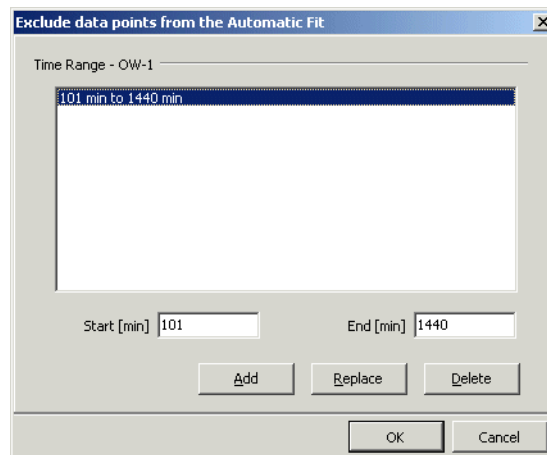 Exclude data points from the Automatic Fit
Time Range - OW-1
101 min to 1440 min
Start [min] 101 End [min] 1440
Add Replace Delete
OK Cancel